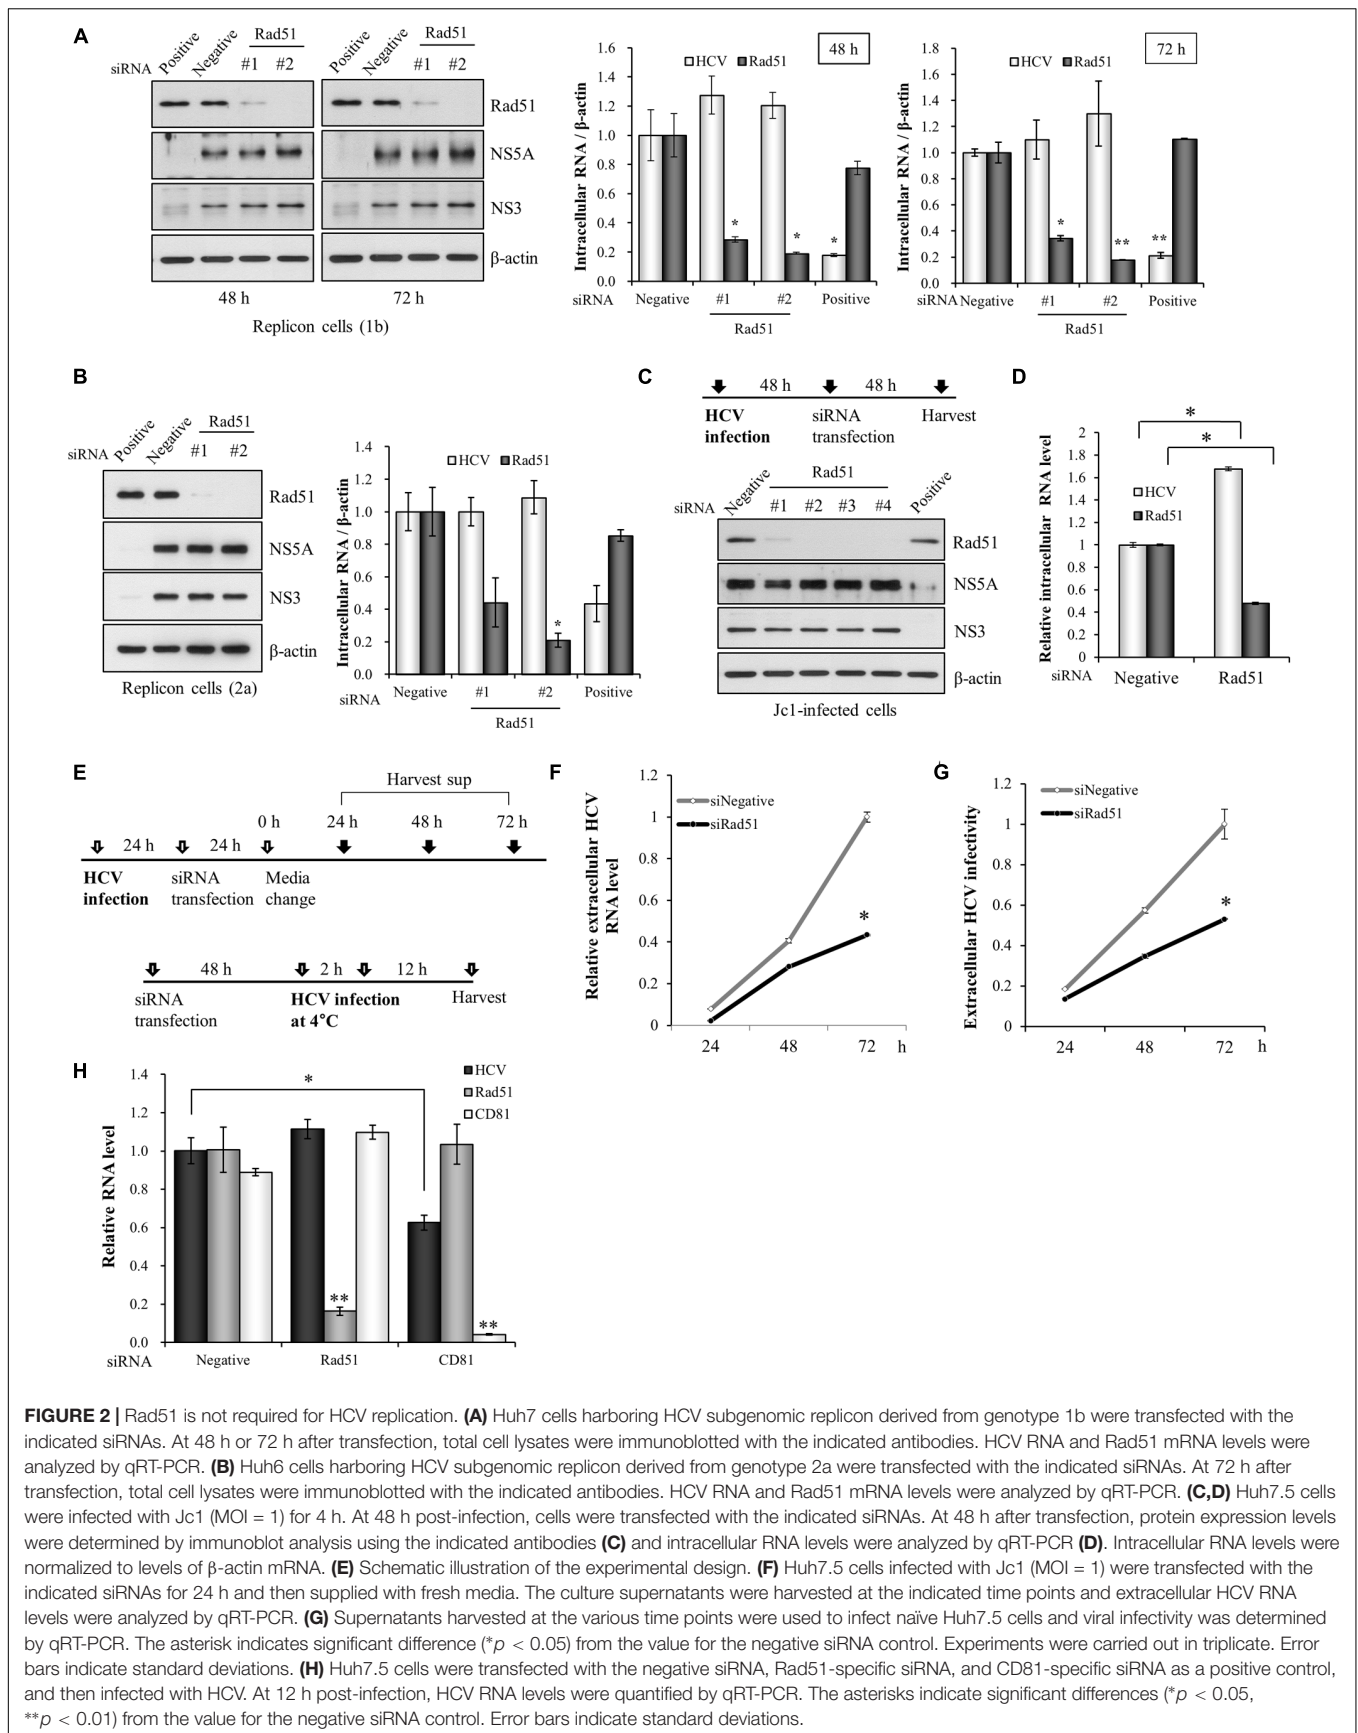 A
siRNA Positive Negative Rad51 #1 #2 Positive Negative Rad51 #1 #2
Rad51
NS5A
NS3
β-actin
48 h 72 h
Replicon cells (1b)
Intracellular RNA / β-actin
1.6
1.4
1.2
1.0
0.8
0.6
0.4
0.2
0.0
HCV Rad51
48 h
* * *
siRNA Negative #1 #2 Positive
Rad51
Intracellular RNA / β-actin
1.8
1.6
1.4
1.2
1.0
0.8
0.6
0.4
0.2
0.0
HCV Rad51
72 h
* ** **
siRNA Negative #1 #2 Positive
Rad51
B
siRNA Positive Negative Rad51 #1 #2
Rad51
NS5A
NS3
β-actin
Replicon cells (2a)
Intracellular RNA / β-actin
1.4
1.2
1.0
0.8
0.6
0.4
0.2
0.0
HCV Rad51
*
siRNA Negative #1 #2 Positive
Rad51
C
48 h 48 h
HCV infection
siRNA transfection
Harvest
siRNA Negative Rad51 #1 #2 #3 #4 Positive
Rad51
NS5A
NS3
β-actin
Jc1-infected cells
D
Relative intracellular RNA level
2
1.8
1.6
1.4
1.2
1
0.8
0.6
0.4
0.2
0
HCV
Rad51
*
*
siRNA Negative Rad51
E
Harvest sup
0 h 24 h 48 h 72 h
24 h 24 h
HCV infection
siRNA transfection
Media change
48 h 2 h 12 h
siRNA transfection
HCV infection at 4°C
Harvest
F
Relative extracellular HCV
RNA level
1.2
1
0.8
0.6
0.4
0.2
0
siNegative
siRad51
*
24 48 72 h
G
Extracellular HCV infectivity
1.2
1
0.8
0.6
0.4
0.2
0
siNegative
siRad51
*
24 48 72 h
H
Relative RNA level
1.4
1.2
1.0
0.8
0.6
0.4
0.2
0.0
HCV
Rad51
CD81
*
** **
siRNA Negative Rad51 CD81
FIGURE 2 | Rad51 is not required for HCV replication. (A) Huh7 cells harboring HCV subgenomic replicon derived from genotype 1b were transfected with the
indicated siRNAs. At 48 h or 72 h after transfection, total cell lysates were immunoblotted with the indicated antibodies. HCV RNA and Rad51 mRNA levels were
analyzed by qRT-PCR. (B) Huh6 cells harboring HCV subgenomic replicon derived from genotype 2a were transfected with the indicated siRNAs. At 72 h after
transfection, total cell lysates were immunoblotted with the indicated antibodies. HCV RNA and Rad51 mRNA levels were analyzed by qRT-PCR. (C,D) Huh7.5 cells
were infected with Jc1 (MOI = 1) for 4 h. At 48 h post-infection, cells were transfected with the indicated siRNAs. At 48 h after transfection, protein expression levels
were determined by immunoblot analysis using the indicated antibodies (C) and intracellular RNA levels were analyzed by qRT-PCR (D). Intracellular RNA levels were
normalized to levels of β-actin mRNA. (E) Schematic illustration of the experimental design. (F) Huh7.5 cells infected with Jc1 (MOI = 1) were transfected with the
indicated siRNAs for 24 h and then supplied with fresh media. The culture supernatants were harvested at the indicated time points and extracellular HCV RNA
levels were analyzed by qRT-PCR. (G) Supernatants harvested at the various time points were used to infect naïve Huh7.5 cells and viral infectivity was determined
by qRT-PCR. The asterisk indicates significant difference (*p < 0.05) from the value for the negative siRNA control. Experiments were carried out in triplicate. Error
bars indicate standard deviations. (H) Huh7.5 cells were transfected with the negative siRNA, Rad51-specific siRNA, and CD81-specific siRNA as a positive control,
and then infected with HCV. At 12 h post-infection, HCV RNA levels were quantified by qRT-PCR. The asterisks indicate significant differences (*p < 0.05,
**p < 0.01) from the value for the negative siRNA control. Error bars indicate standard deviations.